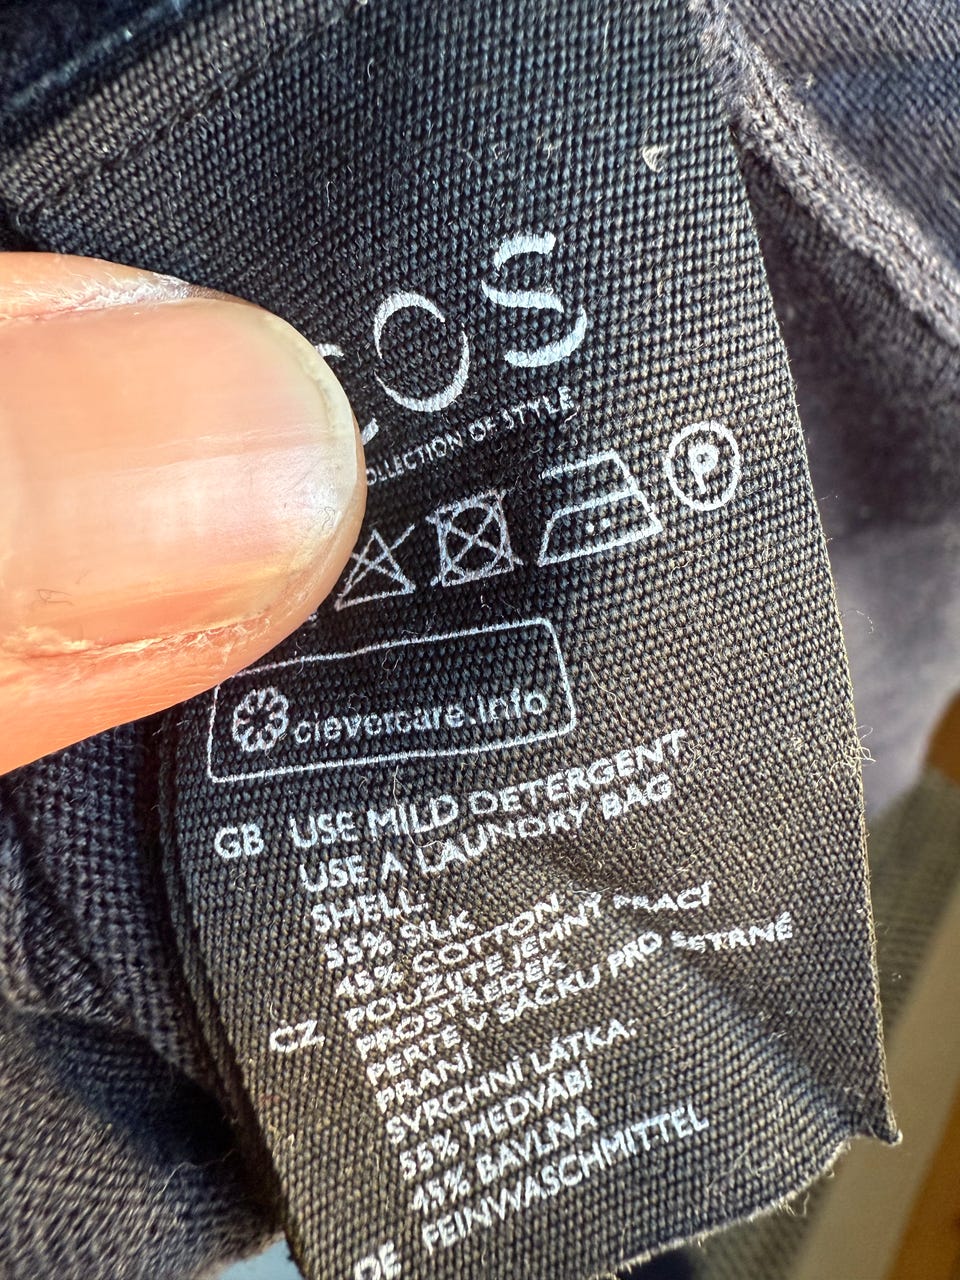 COS
COLLECTION OF STYLE
P
clevercare.info
GB USE MILD DETERGENT
USE A LAUNDRY BAG
SHELL:
55% SILK
45% COTTON
CZ POUŽIJTE JEMNÝ PRACÍ
PROSTŘEDEK
PERTE V SÁČKU PRO ŠETRNÉ
PRANÍ
SVRCHNÍ LÁTKA:
55% HEDVÁBÍ
45% BAVLNA
DE FEINWASCHMITTEL